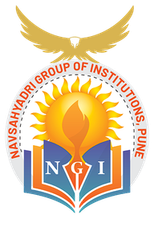 NAVSAHYADRI GROUP OF INSTITUTIONS, PUNE
NGI